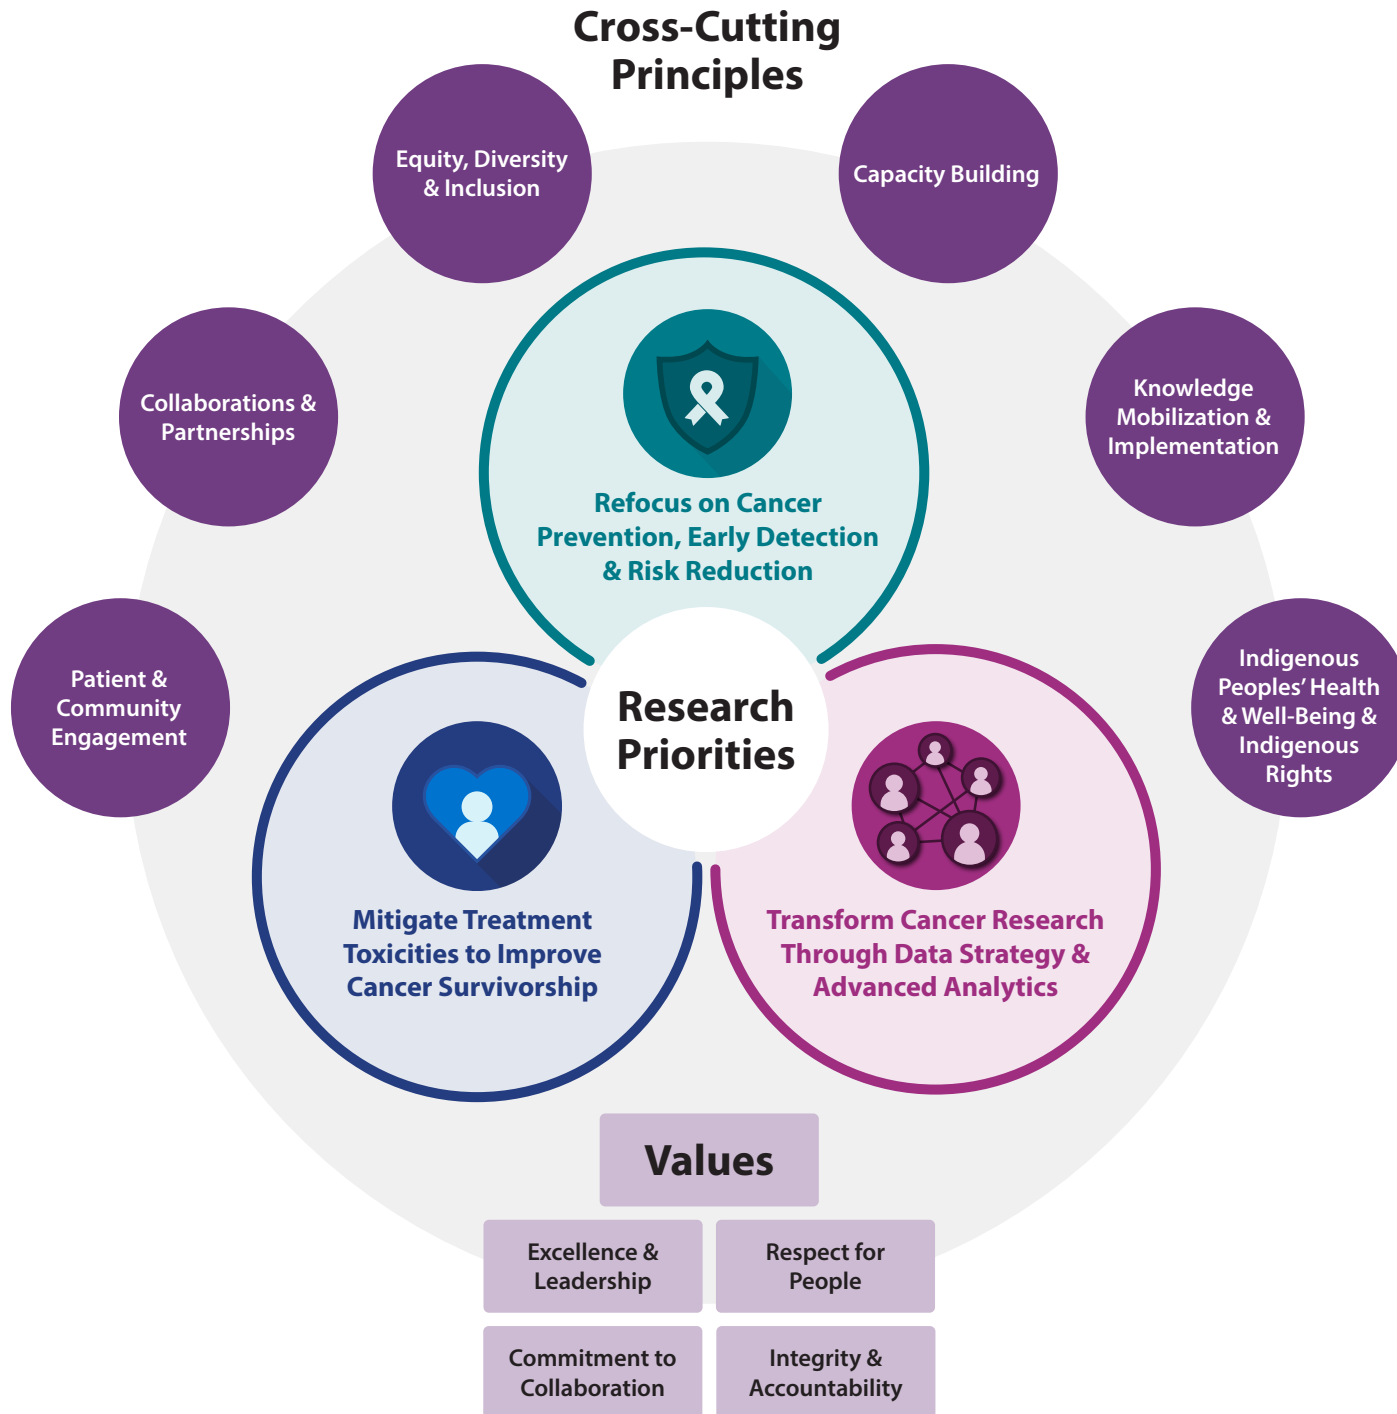 Cross-Cutting
Principles
Equity, Diversity
& Inclusion
Capacity Building
Collaborations &
Partnerships
Knowledge
Mobilization &
Implementation
Patient &
Community
Engagement
Indigenous
Peoples’ Health
& Well-Being &
Indigenous
Rights
Refocus on Cancer
Prevention, Early Detection
& Risk Reduction
Research
Priorities
Mitigate Treatment
Toxicities to Improve
Cancer Survivorship
Transform Cancer Research
Through Data Strategy &
Advanced Analytics
Values
Excellence &
Leadership
Respect for
People
Commitment to
Collaboration
Integrity &
Accountability